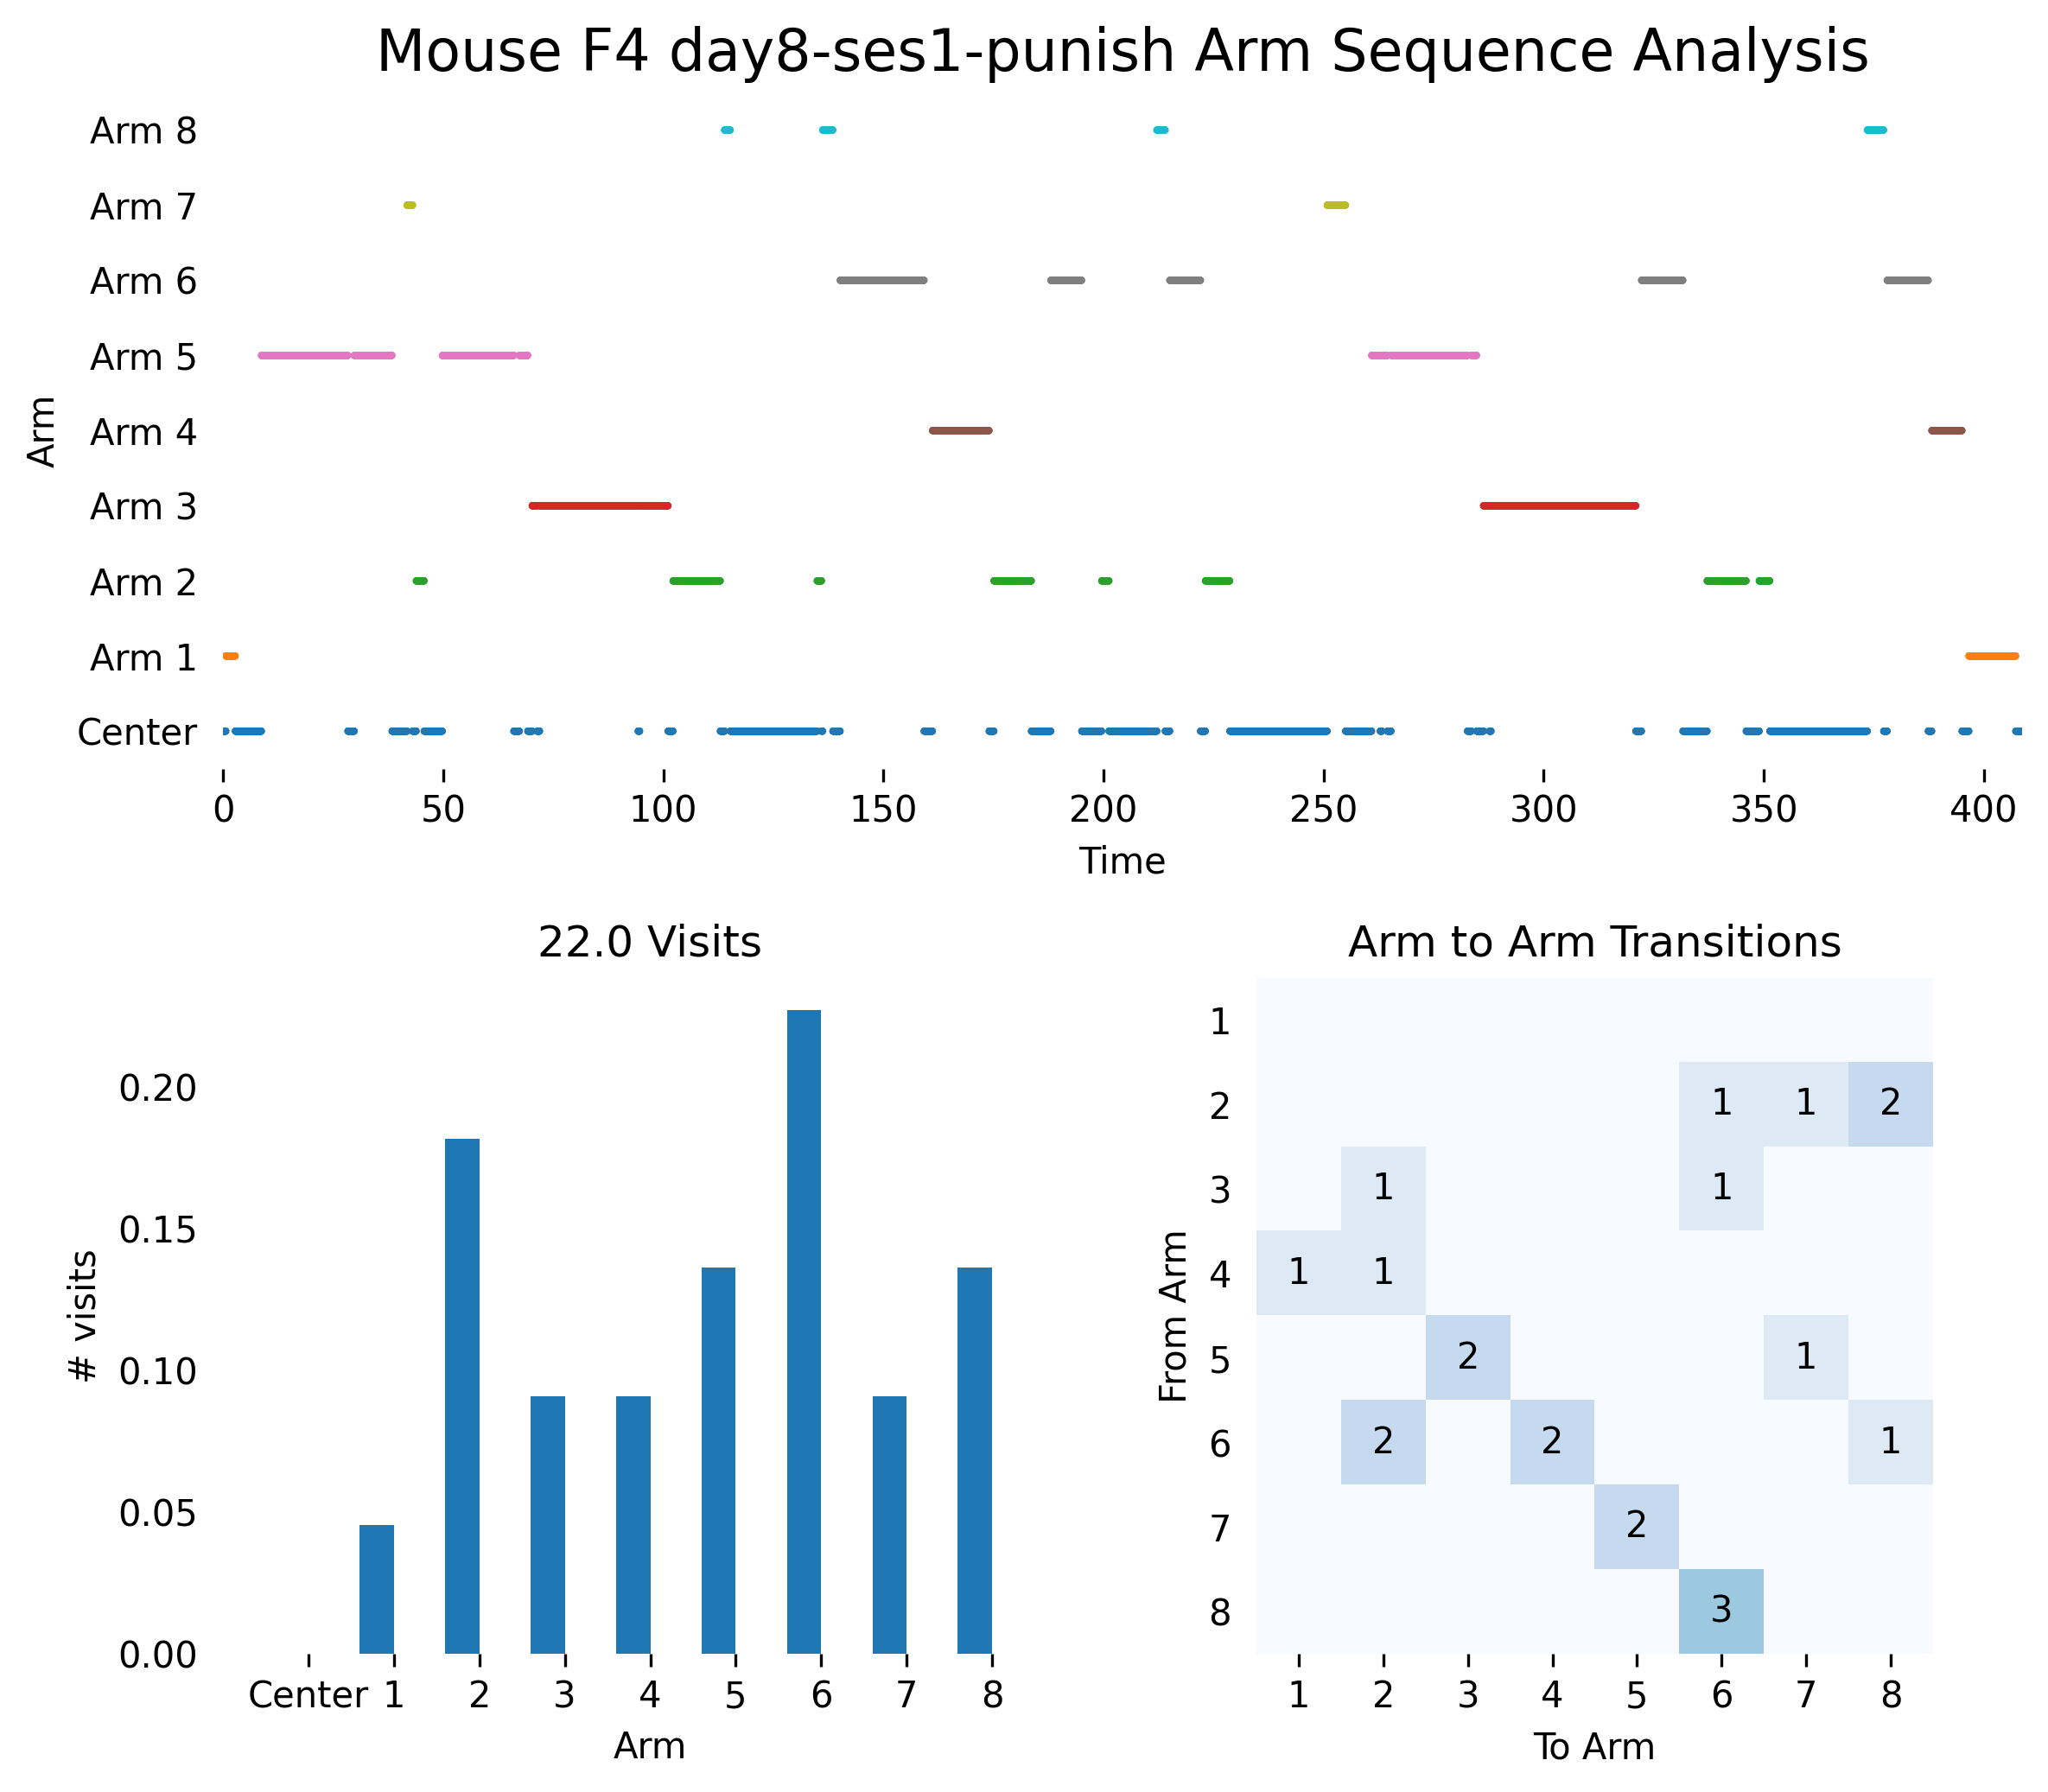 Mouse F4 day8-ses1-punish Arm Sequence Analysis
Arm 8
Arm 7
Arm 6
Arm 5
Arm 4
Arm 3
Arm 2
Arm 1
Center
Arm
0 50 100 150 200 250 300 350 400
Time
22.0 Visits
0.20
0.15
0.10
0.05
0.00
# visits
Center 1 2 3 4 5 6 7 8
Arm
Arm to Arm Transitions
1
2 1 1 2
3 1 1
4 1 1
5 2 1
6 2 2 1
7 2
8 3
From Arm
1 2 3 4 5 6 7 8
To Arm